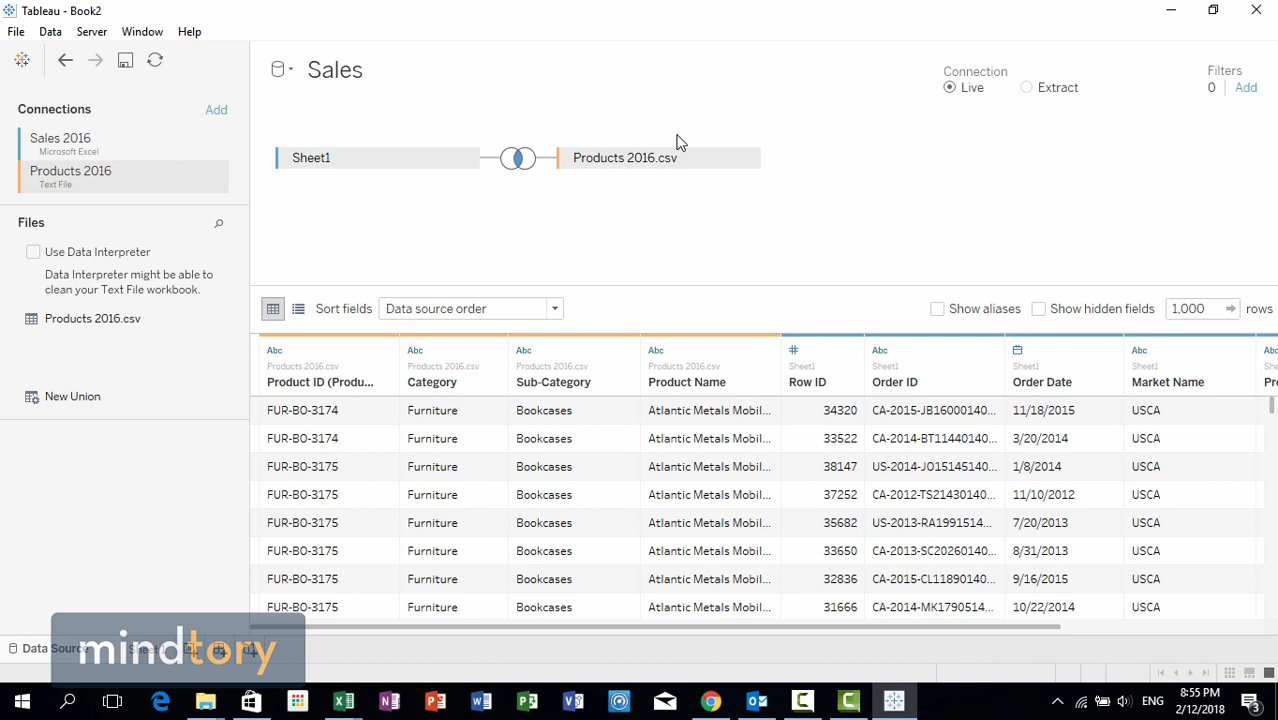 Tableau - Book2
File Data Server Window Help
Sales
Connection
Live Extract
Filters
0 Add
Connections Add
Sales 2016
Microsoft Excel
Products 2016
Text File
Sheet1
Products 2016.csv
Files
Use Data Interpreter
Data Interpreter might be able to
clean your Text File workbook.
Products 2016.csv
New Union
Sort fields Data source order Show aliases Show hidden fields 1,000 rows
Abc Abc Abc Abc # Abc Abc
Products 2016.csv Products 2016.csv Products 2016.csv Products 2016.csv Sheet1 Sheet1 Sheet1 Sheet1
Product ID (Produ... Category Sub-Category Product Name Row ID Order ID Order Date Market Name
FUR-BO-3174 Furniture Bookcases Atlantic Metals Mobil... 34320 CA-2015-JB16000140... 11/18/2015 USCA
FUR-BO-3174 Furniture Bookcases Atlantic Metals Mobil... 33522 CA-2014-BT11440140... 3/20/2014 USCA
FUR-BO-3175 Furniture Bookcases Atlantic Metals Mobil... 38147 US-2014-JO15145140... 1/8/2014 USCA
FUR-BO-3175 Furniture Bookcases Atlantic Metals Mobil... 37252 CA-2012-TS21430140... 11/10/2012 USCA
FUR-BO-3175 Furniture Bookcases Atlantic Metals Mobil... 35682 US-2013-RA1991514... 7/20/2013 USCA
FUR-BO-3175 Furniture Bookcases Atlantic Metals Mobil... 33650 CA-2013-SC20260140... 8/31/2013 USCA
FUR-BO-3175 Furniture Bookcases Atlantic Metals Mobil... 32836 CA-2015-CL11890140... 9/16/2015 USCA
FUR-BO-3175 Furniture Bookcases Atlantic Metals Mobil... 31666 CA-2014-MK1790514... 10/22/2014 USCA
Data Source
mindtory
ENG
8:55 PM
2/12/2018
3